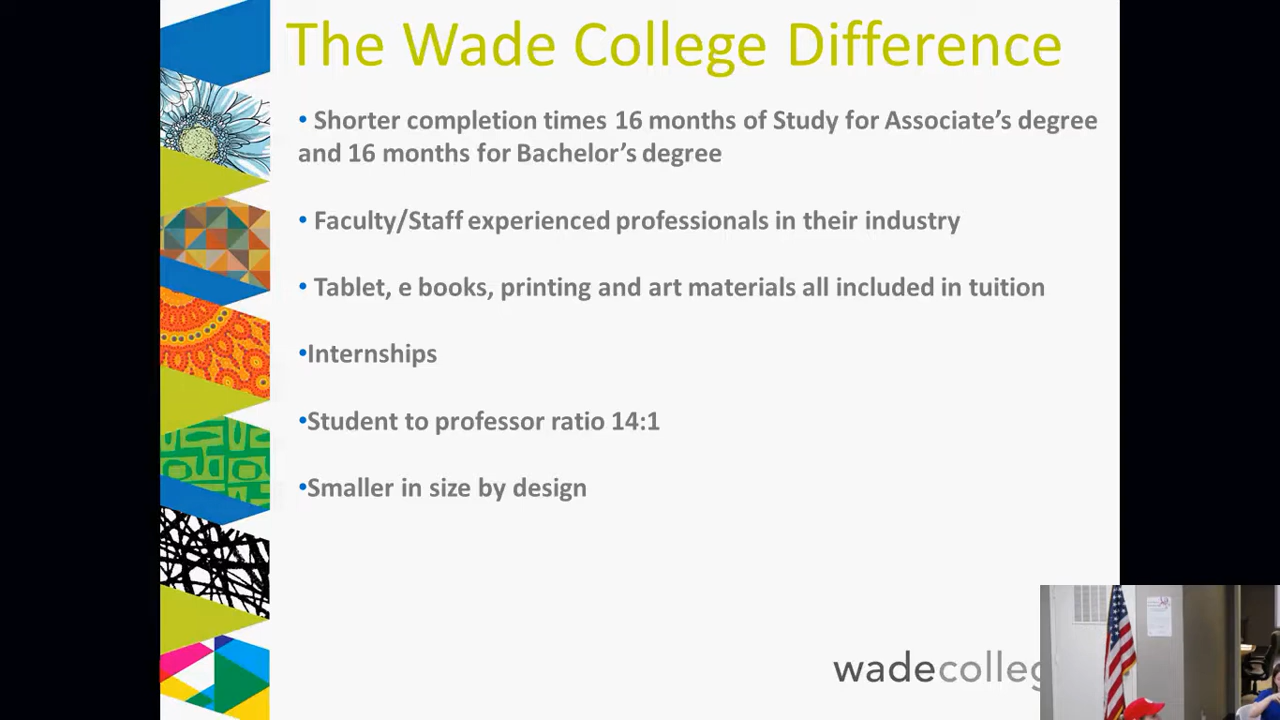 The Wade College Difference
• Shorter completion times 16 months of Study for Associate’s degree
and 16 months for Bachelor’s degree
• Faculty/Staff experienced professionals in their industry
• Tablet, e books, printing and art materials all included in tuition
•Internships
•Student to professor ratio 14:1
•Smaller in size by design
wadecolleg